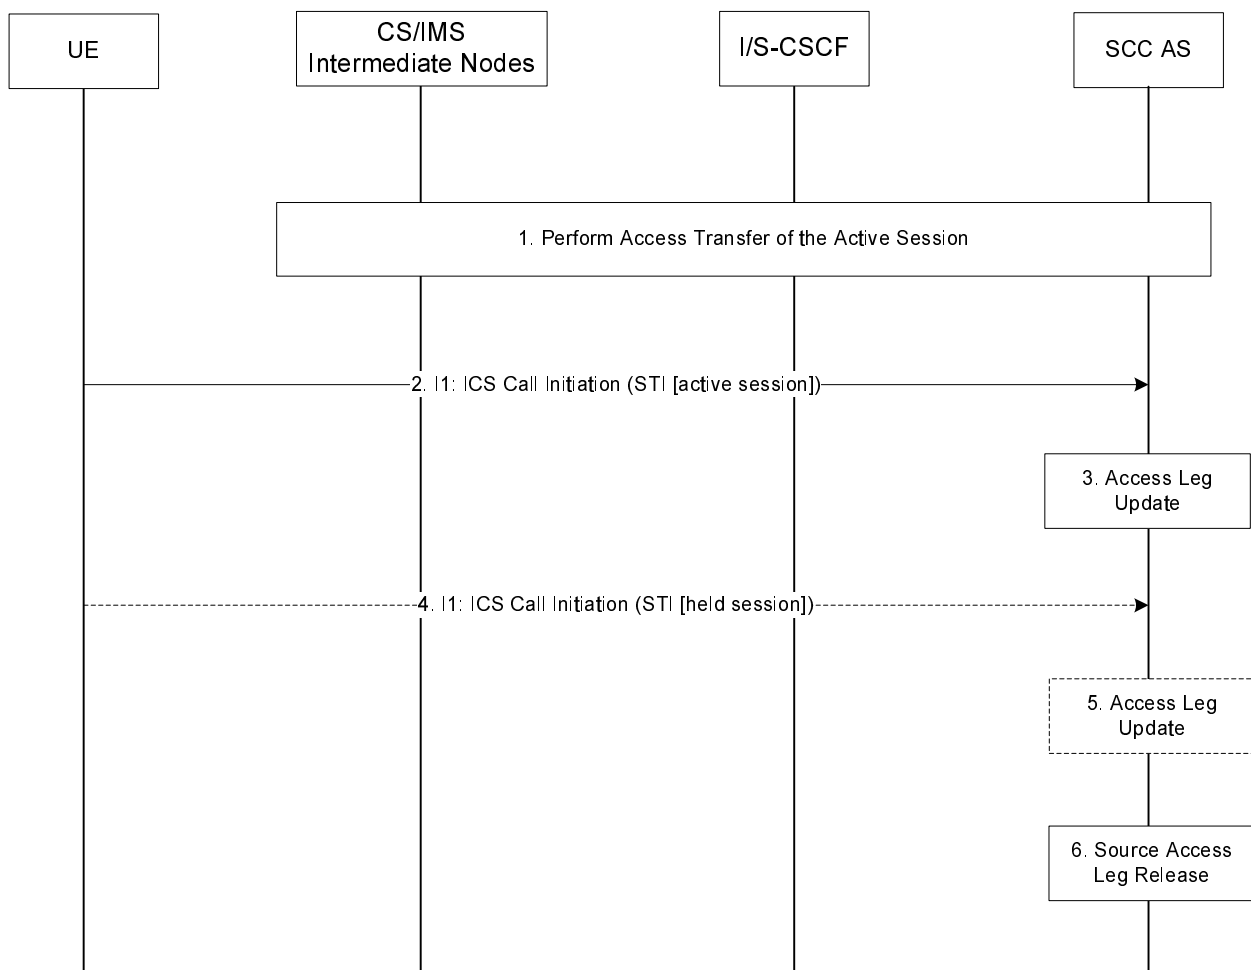 UE
CS/IMS
Intermediate Nodes
I/S-CSCF
SCC AS
1. Perform Access Transfer of the Active Session
2. I1: ICS Call Initiation (STI [active session])
3. Access Leg
Update
4. I1: ICS Call Initiation (STI [held session])
5. Access Leg
Update
6. Source Access
Leg Release